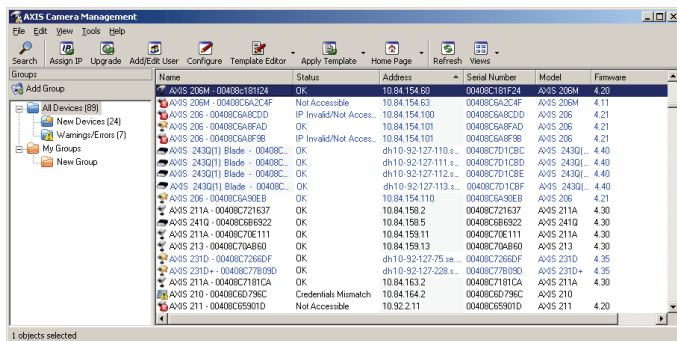 AXIS Camera Management
File Edit View Tools Help
Search Assign IP Upgrade Add/Edit User Configure Template Editor Apply Template Home Page Refresh Views
Groups
Add Group
All Devices (89)
New Devices (24)
Warnings/Errors (7)
My Groups
New Group
Name Status Address Serial Number Model Firmware
AXIS 206M - 00408c181f24 OK 10.84.154.60 00408C181F24 AXIS 206M 4.20
AXIS 206M - 00408C6A2C4F Not Accessible 10.84.154.63 00408C6A2C4F AXIS 206M 4.11
AXIS 206 - 00408C6A8CDD IP Invalid/Not Acces... 10.84.154.100 00408C6A8CDD AXIS 206 4.21
AXIS 206 - 00408C6A8FAD OK 10.84.154.101 00408C6A8FAD AXIS 206 4.21
AXIS 206 - 00408C6A8F9B IP Invalid/Not Acces... 10.84.154.101 00408C6A8F9B AXIS 206 4.21
AXIS 243Q(1) Blade - 00408C... OK dh10-92-127-110.s... 00408C7D1CBC AXIS 243Q(... 4.40
AXIS 243Q(1) Blade - 00408C... OK dh10-92-127-111.s... 00408C7D1CBD AXIS 243Q(... 4.40
AXIS 243Q(1) Blade - 00408C... OK dh10-92-127-112.s... 00408C7D1CBE AXIS 243Q(... 4.40
AXIS 243Q(1) Blade - 00408C... OK dh10-92-127-113.s... 00408C7D1CBF AXIS 243Q(... 4.40
AXIS 206 - 00408C6A90EB OK 10.84.154.110 00408C6A90EB AXIS 206 4.21
AXIS 211A - 00408C721637 OK 10.84.158.2 00408C721637 AXIS 211A 4.30
AXIS 241Q - 00408C6B6922 OK 10.84.158.5 00408C6B6922 AXIS 241Q 4.30
AXIS 211A - 00408C70E111 OK 10.84.159.11 00408C70E111 AXIS 211A 4.30
AXIS 213 - 00408C70AB60 OK 10.84.159.13 00408C70AB60 AXIS 213 4.30
AXIS 231D - 00408C7266DF OK dh10-92-127-75.se... 00408C7266DF AXIS 231D 4.35
AXIS 231D+ - 00408C77B09D OK dh10-92-127-228.s... 00408C77B09D AXIS 231D+ 4.35
AXIS 211A - 00408C7181CA OK 10.84.163.2 00408C7181CA AXIS 211A 4.30
AXIS 210 - 00408C6D796C Credentials Mismatch 10.84.164.2 00408C6D796C AXIS 210
AXIS 211 - 00408C65901D Not Accessible 10.92.2.11 00408C65901D AXIS 211 4.20
1 objects selected